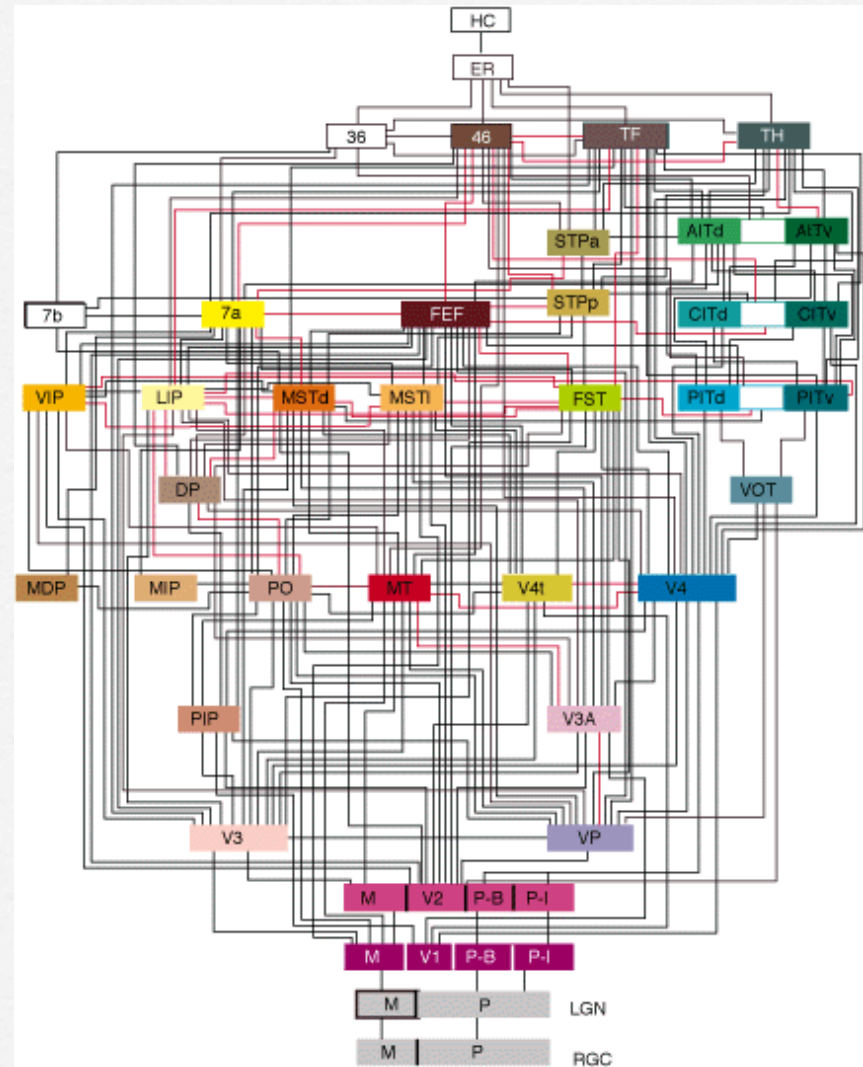 HC
ER
36 46 TF TH
STPa AITd AITv
7b 7a FEF STPp CITd CITv
VIP LIP MSTd MSTl FST PITd PITv
DP VOT
MDP MIP PO MT V4t V4
PIP V3A
V3 VP
M V2 P-B P-I
M V1 P-B P-I
M P LGN
M P RGC